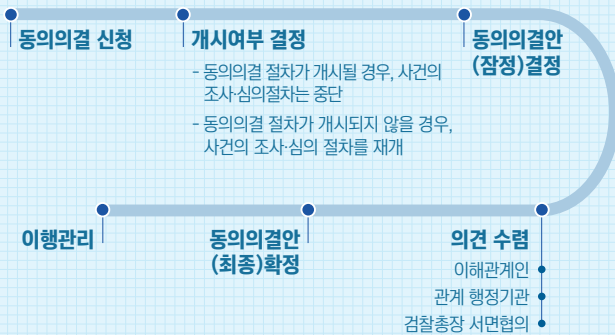 동의의결 신청
개시여부 결정
- 동의의결 절차가 개시될 경우, 사건의
조사·심의절차는 중단
- 동의의결 절차가 개시되지 않을 경우,
사건의 조사·심의 절차를 재개
동의의결안
(잠정)결정
의견 수렴
이해관계인
관계 행정기관
검찰총장 서면협의
동의의결안
(최종)확정
이행관리